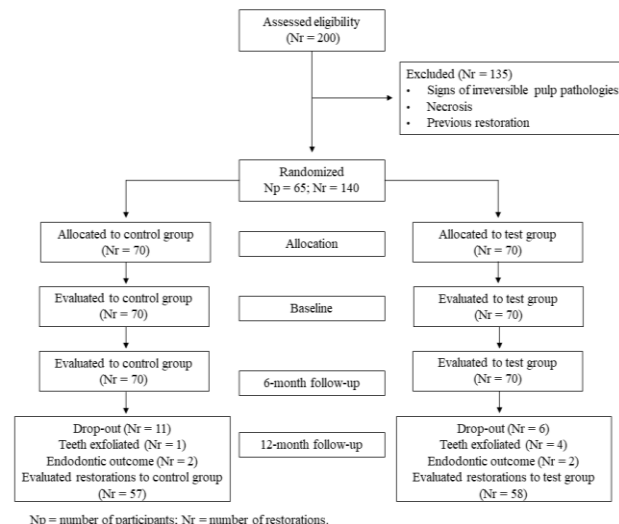 Assessed eligibility
(Nr = 200)
Excluded (Nr = 135)
• Signs of irreversible pulp pathologies
• Necrosis
• Previous restoration
Randomized
Np = 65; Nr = 140
Allocated to control group
(Nr = 70)
Allocation
Allocated to test group
(Nr = 70)
Evaluated to control group
(Nr = 70)
Baseline
Evaluated to test group
(Nr = 70)
Evaluated to control group
(Nr = 70)
6-month follow-up
Evaluated to test group
(Nr = 70)
Drop-out (Nr = 11)
Teeth exfoliated (Nr = 1)
Endodontic outcome (Nr = 2)
Evaluated restorations to control group
(Nr = 57)
12-month follow-up
Drop-out (Nr = 6)
Teeth exfoliated (Nr = 4)
Endodontic outcome (Nr = 2)
Evaluated restorations to test group
(Nr = 58)
Np = number of participants; Nr = number of restorations.